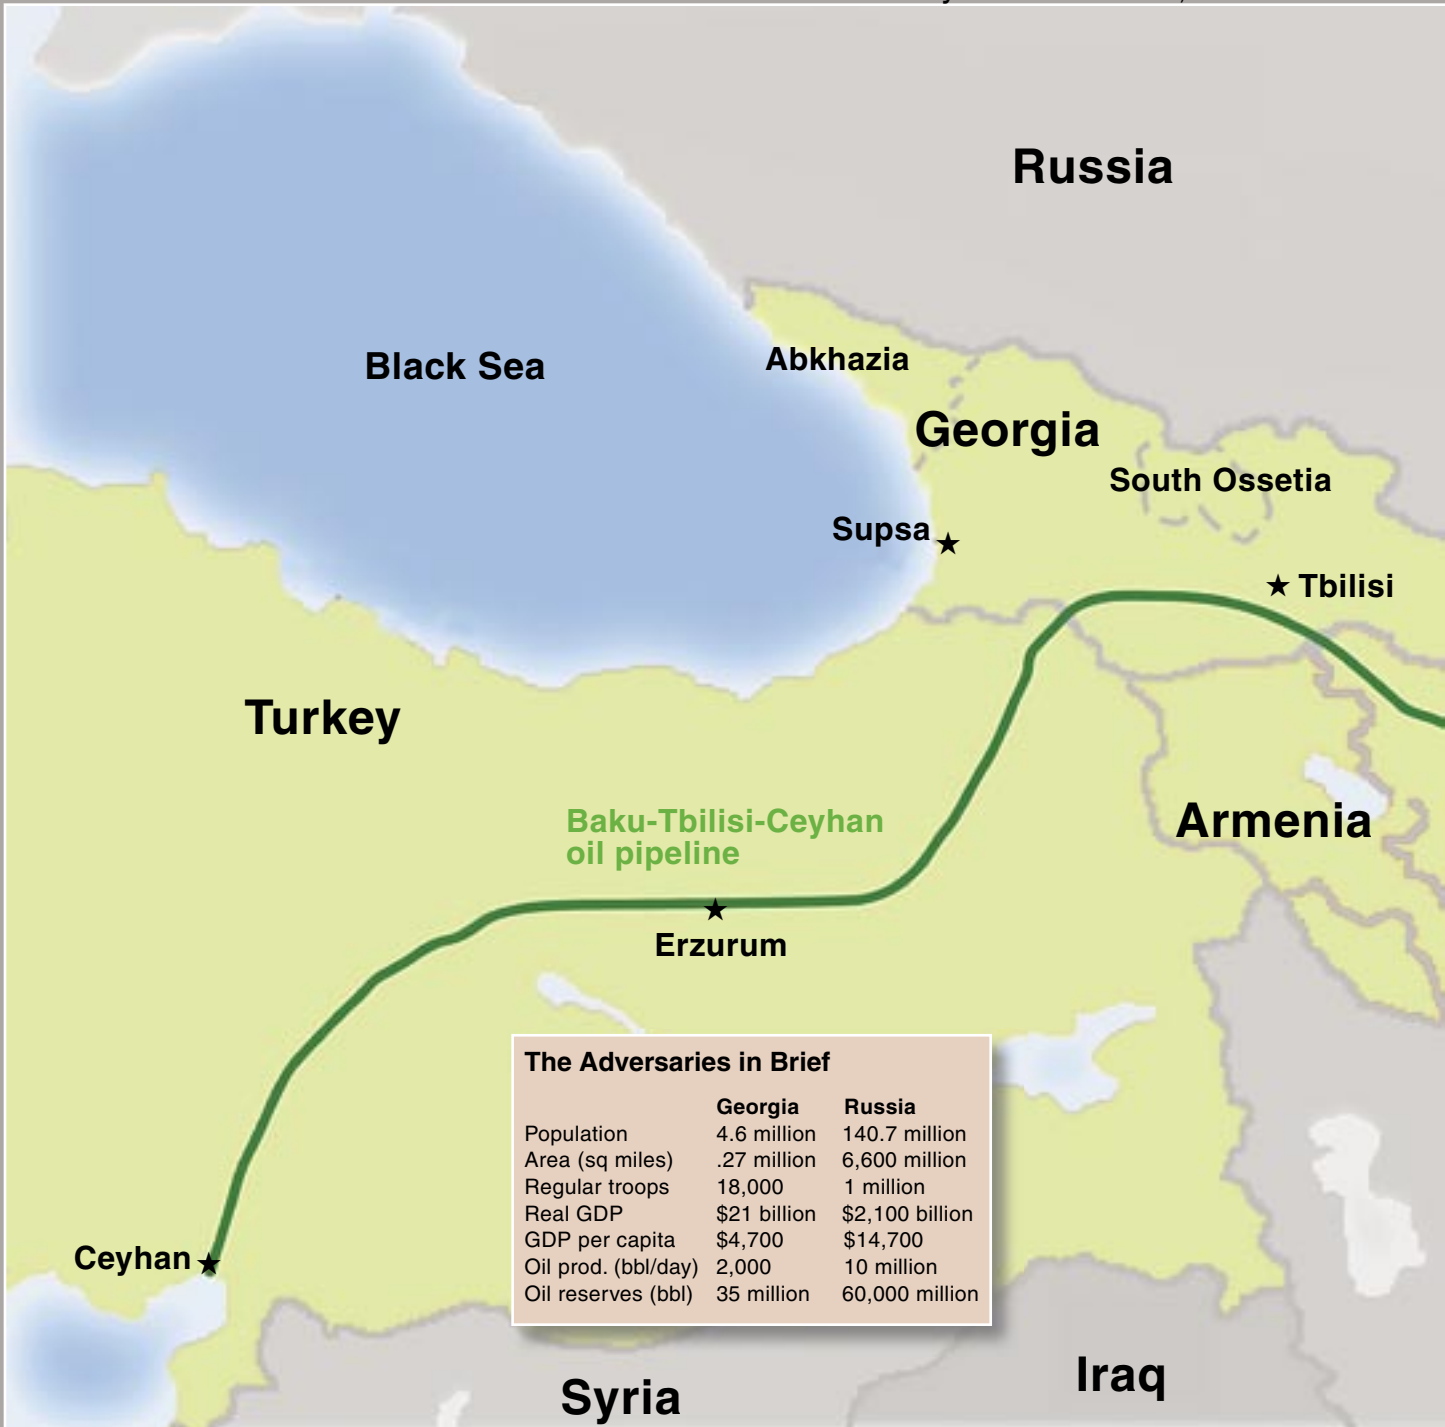 Russia
Black Sea
Abkhazia
Georgia
South Ossetia
Supsa
Tbilisi
Turkey
Baku-Tbilisi-Ceyhan
oil pipeline
Armenia
Erzurum
The Adversaries in Brief
Georgia Russia
Population 4.6 million 140.7 million
Area (sq miles) .27 million 6,600 million
Regular troops 18,000 1 million
Real GDP $21 billion $2,100 billion
GDP per capita $4,700 $14,700
Oil prod. (bbl/day) 2,000 10 million
Oil reserves (bbl) 35 million 60,000 million
Ceyhan
Syria
Iraq